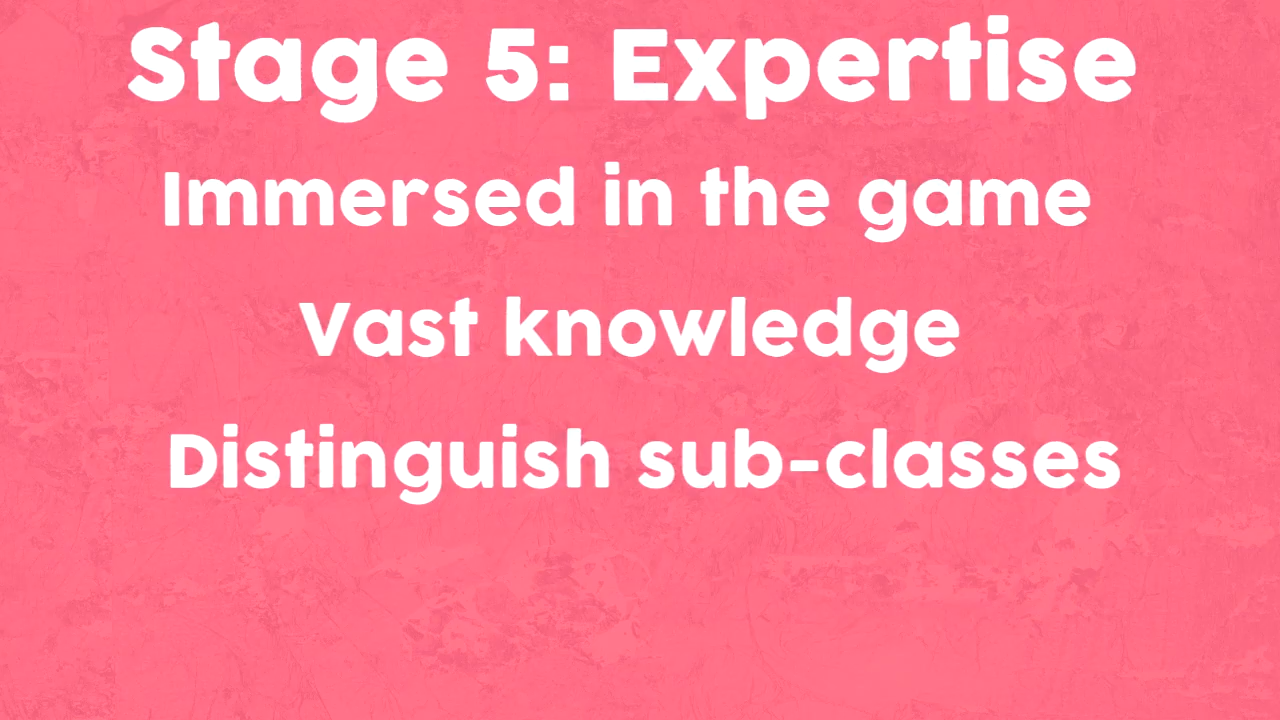 Stage 5: Expertise
Immersed in the game
Vast knowledge
Distinguish sub-classes